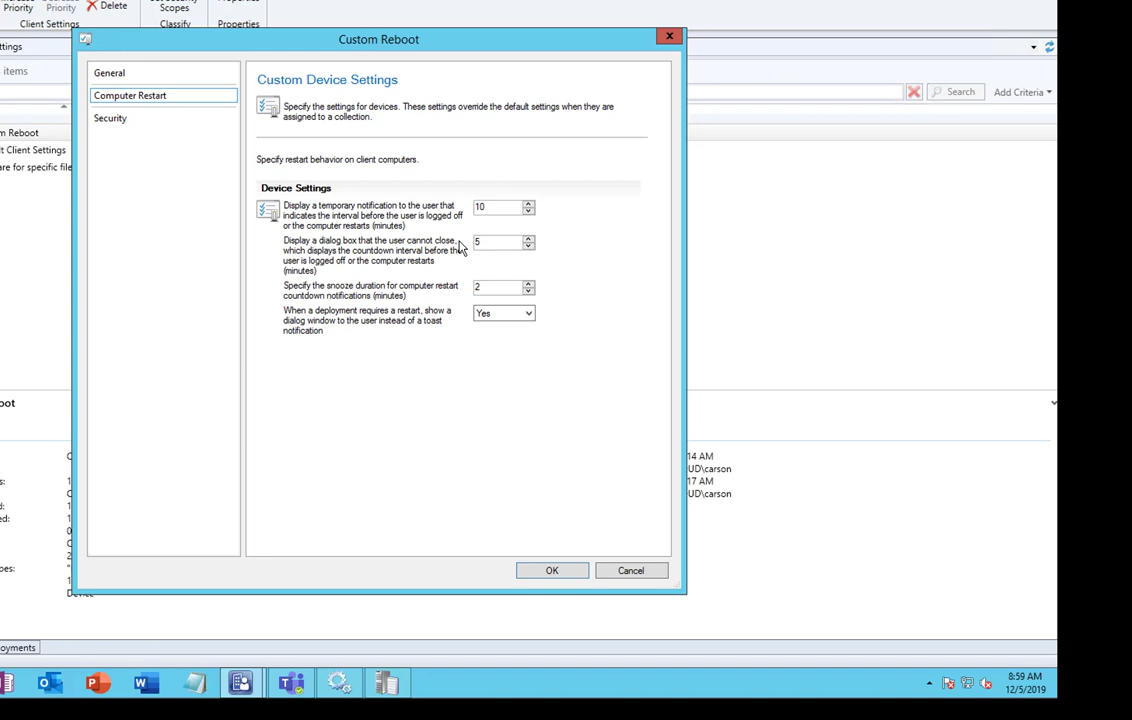 Priority
Priority
Delete
Scopes
Properties
Client Settings
Classify
Properties
Custom Reboot
ettings
items
Search
Add Criteria
m Reboot
lt Client Settings
are for specific file
General
Computer Restart
Security
Custom Device Settings
Specify the settings for devices. These settings override the default settings when they are
assigned to a collection.
Specify restart behavior on client computers.
Device Settings
Display a temporary notification to the user that
indicates the interval before the user is logged off
or the computer restarts (minutes)
10
Display a dialog box that the user cannot close,
which displays the countdown interval before the
user is logged off or the computer restarts
(minutes)
5
Specify the snooze duration for computer restart
countdown notifications (minutes)
2
When a deployment requires a restart, show a
dialog window to the user instead of a toast
notification
Yes
oot
14 AM
UD\carson
17 AM
UD\carson
s:
d:
ed:
pes:
Device
OK
Cancel
oyments
8:59 AM
12/5/2019